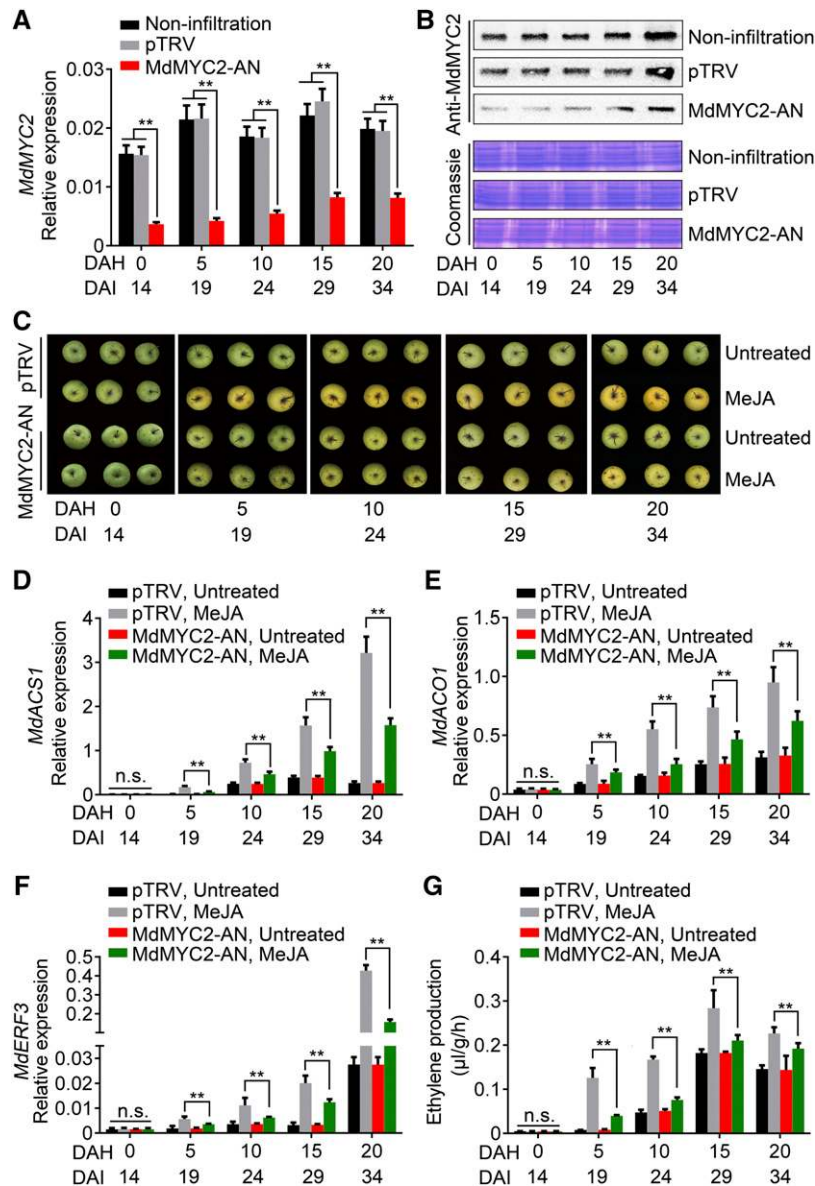 A
Non-infiltration
pTRV
MdMYC2-AN
MdMYC2
Relative expression
0.03
0.02
0.01
0
** ** ** ** **
DAH 0 5 10 15 20
DAI 14 19 24 29 34
B
Anti-MdMYC2
Non-infiltration
pTRV
MdMYC2-AN
Coomassie
Non-infiltration
pTRV
MdMYC2-AN
DAH 0 5 10 15 20
DAI 14 19 24 29 34
C
pTRV
Untreated
MeJA
MdMYC2-AN
Untreated
MeJA
DAH 0 5 10 15 20
DAI 14 19 24 29 34
D
pTRV, Untreated
pTRV, MeJA
MdMYC2-AN, Untreated
MdMYC2-AN, MeJA
MdACS1
Relative expression
4
3
2
1
0
n.s. ** ** ** **
DAH 0 5 10 15 20
DAI 14 19 24 29 34
E
pTRV, Untreated
pTRV, MeJA
MdMYC2-AN, Untreated
MdMYC2-AN, MeJA
MdACO1
Relative expression
1.5
1.0
0.5
0
n.s. ** ** ** **
DAH 0 5 10 15 20
DAI 14 19 24 29 34
F
pTRV, Untreated
pTRV, MeJA
MdMYC2-AN, Untreated
MdMYC2-AN, MeJA
MdERF3
Relative expression
0.5
0.4
0.3
0.2
0.03
0.02
0.01
0
n.s. ** ** ** **
DAH 0 5 10 15 20
DAI 14 19 24 29 34
G
pTRV, Untreated
pTRV, MeJA
MdMYC2-AN, Untreated
MdMYC2-AN, MeJA
Ethylene production
(μl/g/h)
0.4
0.3
0.2
0.1
0
n.s. ** ** ** **
DAH 0 5 10 15 20
DAI 14 19 24 29 34